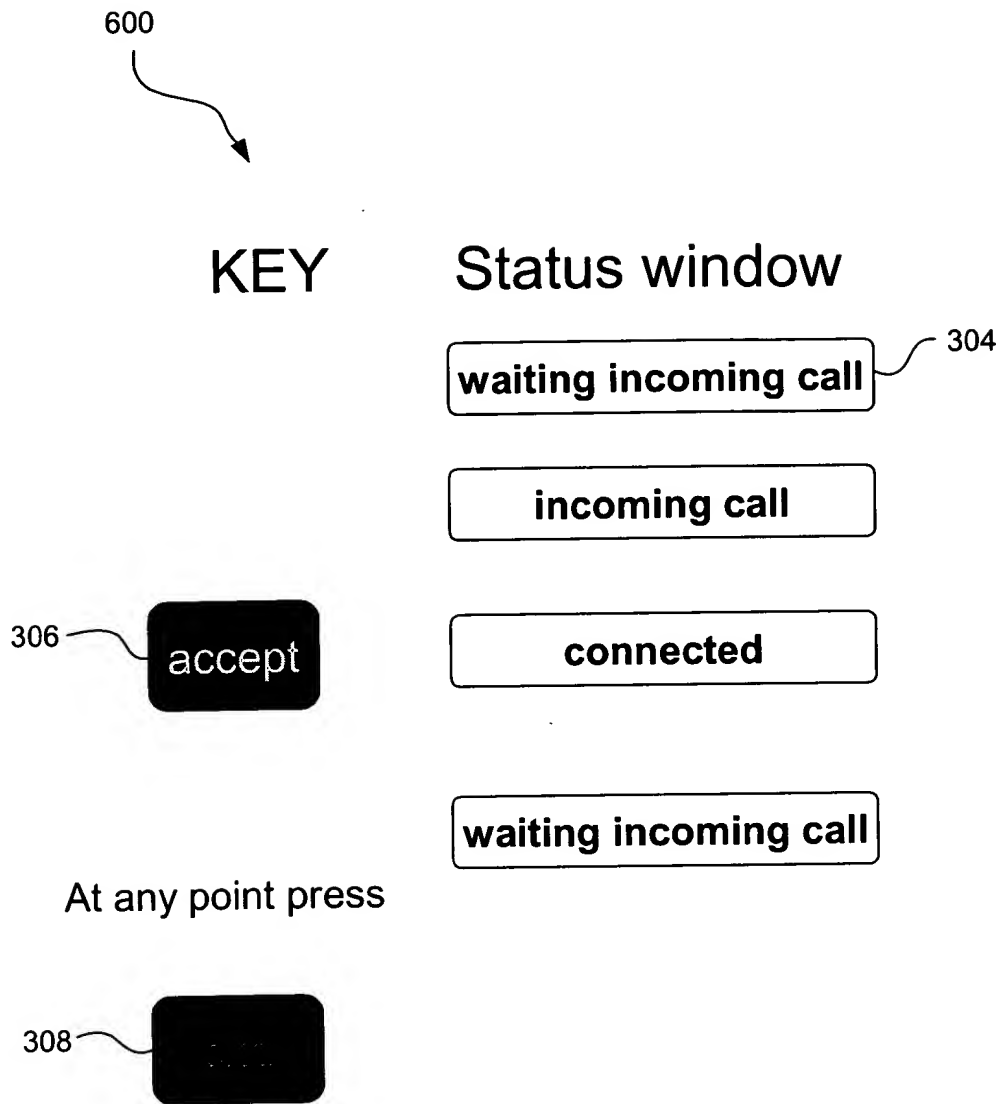 600
KEY Status window
waiting incoming call 304
incoming call
306 accept connected
waiting incoming call
At any point press
308